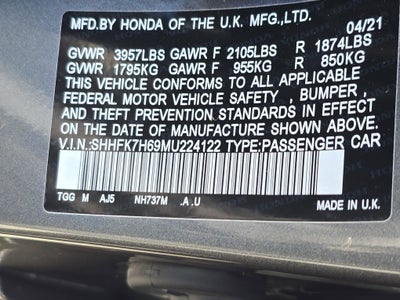 MFD.BY HONDA OF THE U.K. MFG.,LTD. 04/21
GVWR 3957LBS GAWR F 2105LBS R 1874LBS
GVWR 1795KG GAWR F 955KG R 850KG
THIS VEHICLE CONFORMS TO ALL APPLICABLE
FEDERAL MOTOR VEHICLE SAFETY , BUMPER ,
AND THEFT PREVENTION STANDARDS IN EFFECT
ON THE DATE OF MANUFACTURE SHOWN ABOVE.
V.I.N.:SHHFK7H69MU224122 TYPE:PASSENGER CAR
TGG M AJ5 NH737M .A.U
MADE IN U.K.